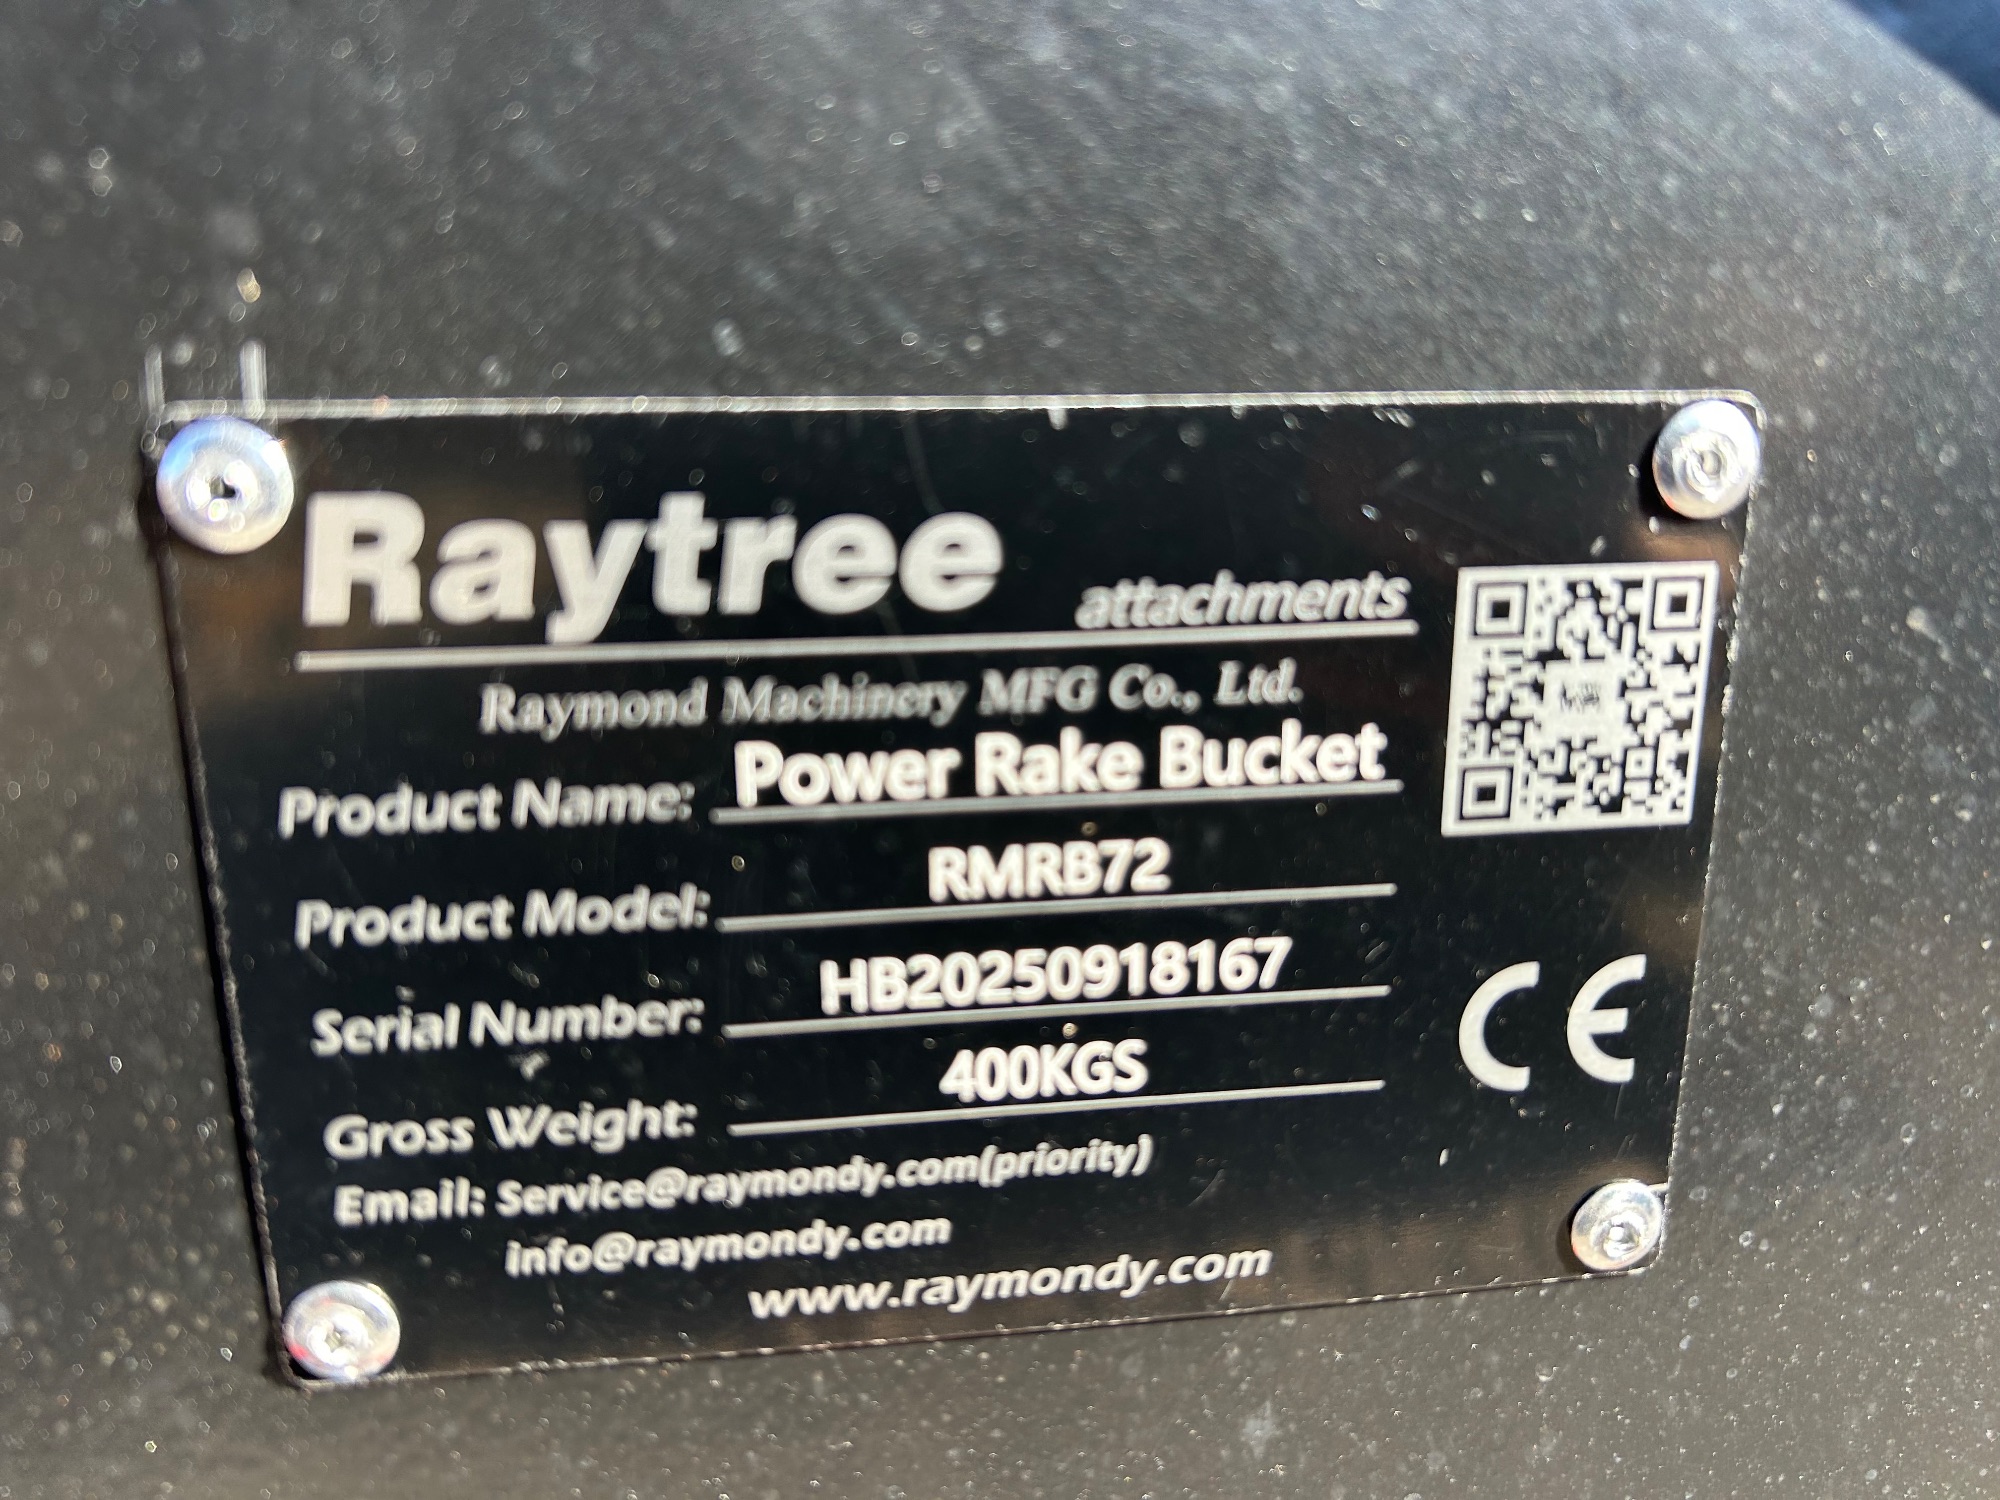 Raytree attachments
Raymond Machinery MFG Co., Ltd.
Product Name: Power Rake Bucket
Product Model: RMRB72
Serial Number: HB20250918167
Gross Weight: 400KGS
Email: Service@raymondy.com(priority)
info@raymondy.com
www.raymondy.com
CE